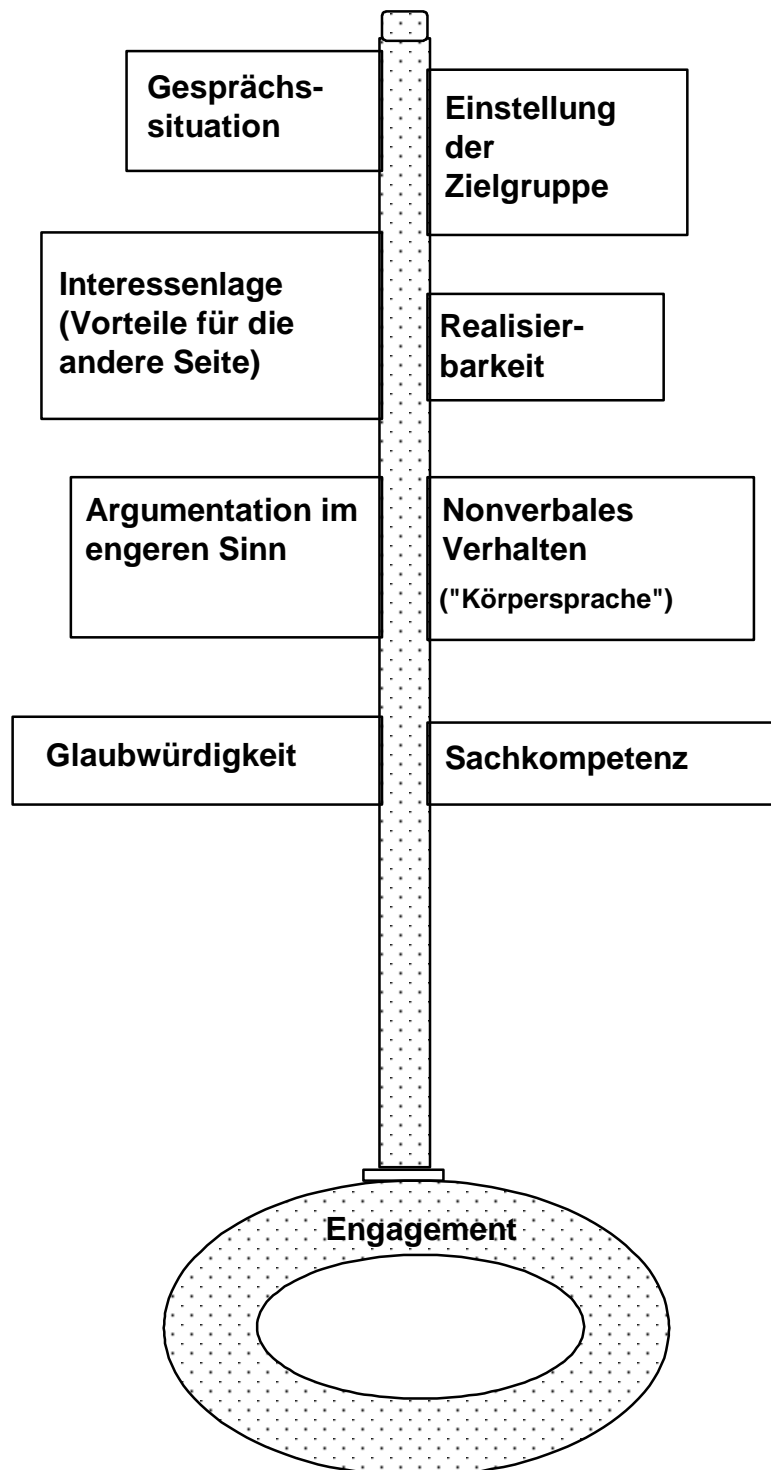 Gesprächs-
situation
Einstellung
der
Zielgruppe
Interessenlage
(Vorteile für die
andere Seite)
Realisier-
barkeit
Argumentation im
engeren Sinn
Nonverbales
Verhalten
("Körpersprache")
Glaubwürdigkeit
Sachkompetenz
Engagement